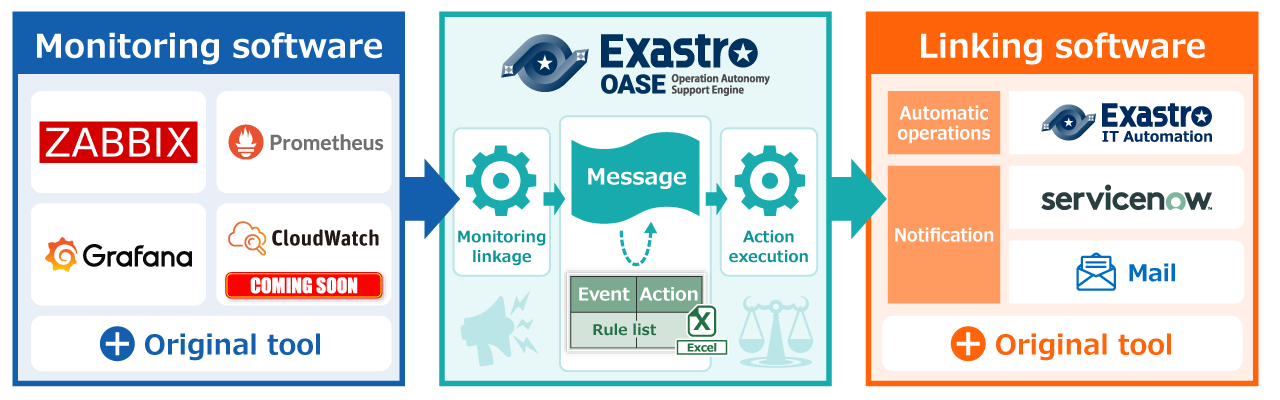 Monitoring software
ZABBIX
Prometheus
Grafana
CloudWatch
COMING SOON
Original tool
Exastro
OASE Operation Autonomy
Support Engine
Monitoring
linkage
Message
Action
execution
Event Action
Rule list
X
Excel
Linking software
Automatic
operations
Exastro
IT Automation
Notification
servicenow™
Mail
Original tool